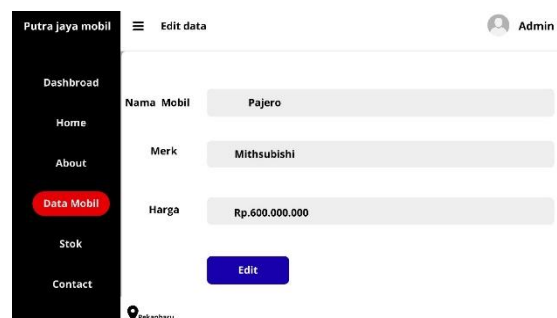 Putra jaya mobil
Edit data
Admin
Dashbroad
Home
About
Data Mobil
Stok
Contact
Nama Mobil
Pajero
Merk
Mithsubishi
Harga
Rp.600.000.000
Edit
Pekanbaru